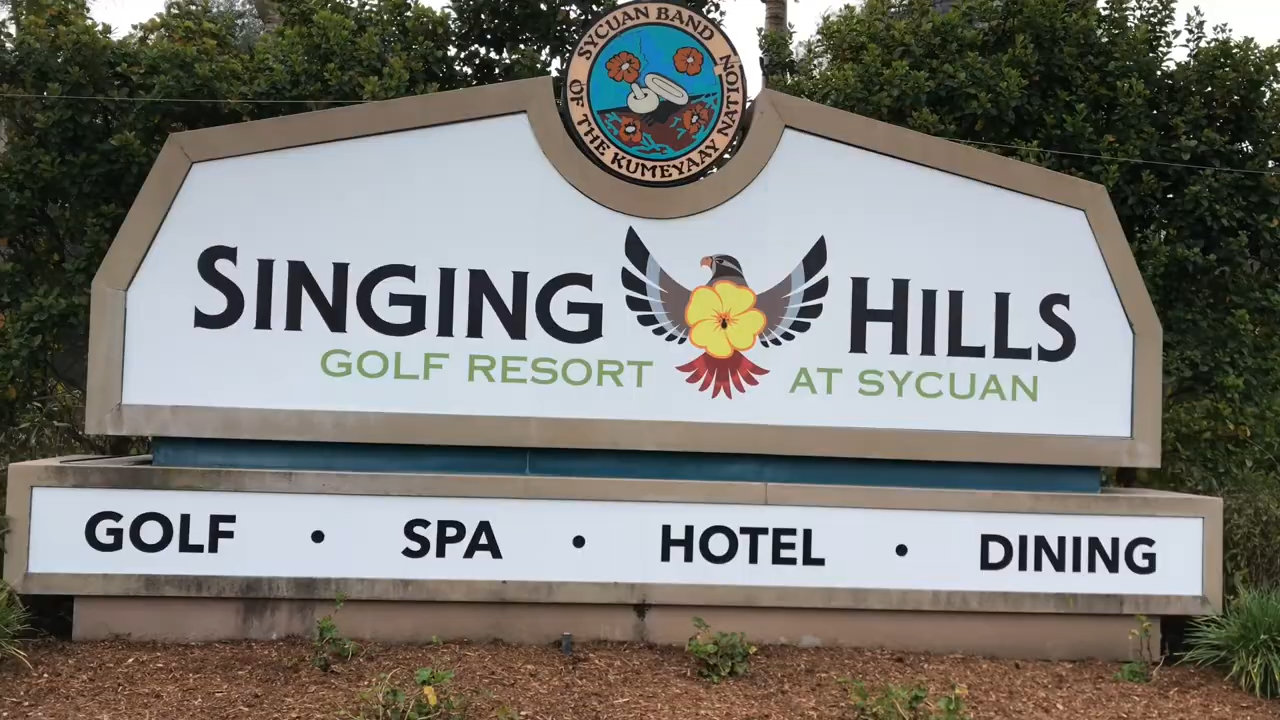 SYCUAN BAND
OF THE KUMEYAAY NATION
SINGING HILLS
GOLF RESORT AT SYCUAN
GOLF • SPA • HOTEL • DINING